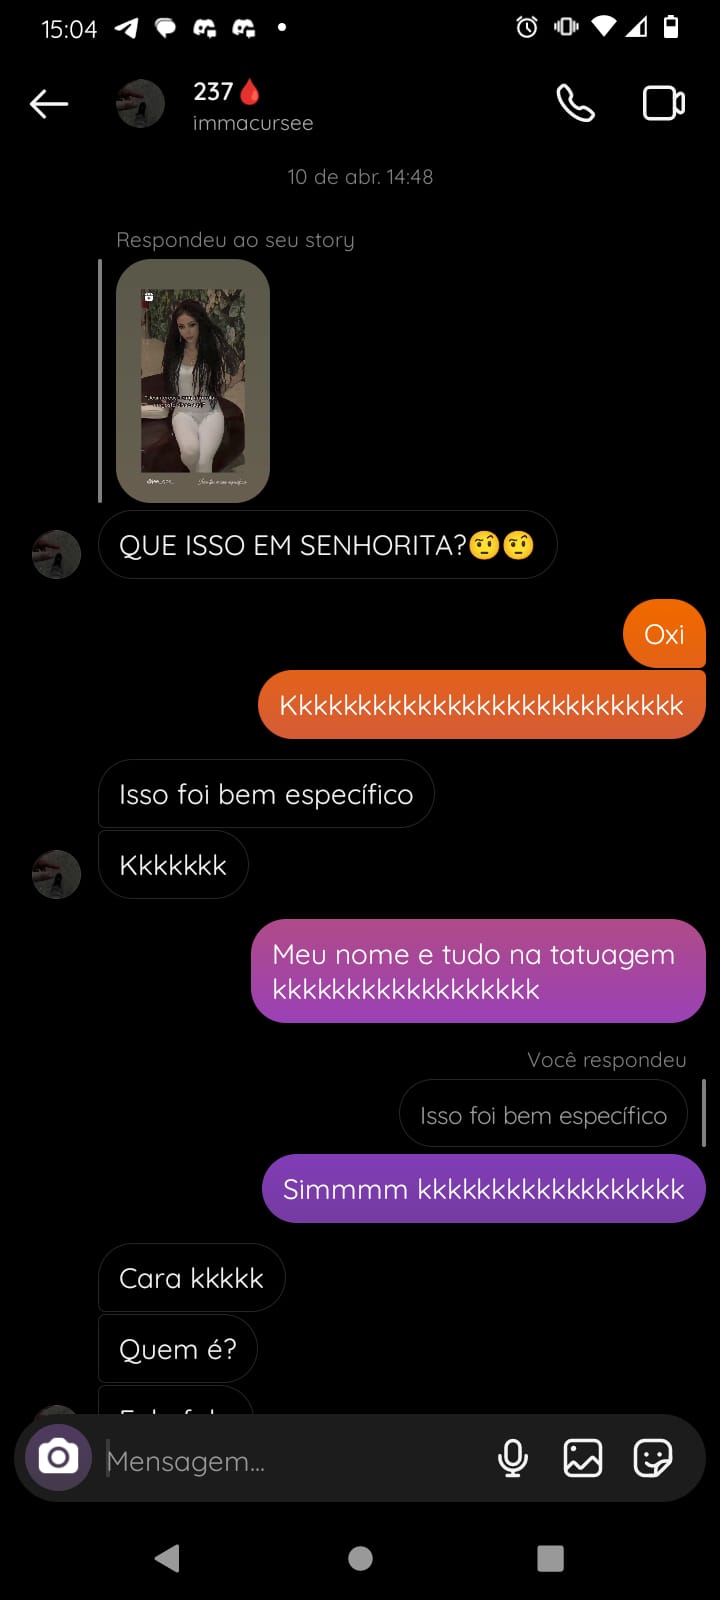 15:04
237🩸
immacursee
10 de abr. 14:48
Respondeu ao seu story
QUE ISSO EM SENHORITA?🤨🤨
Oxi
Kkkkkkkkkkkkkkkkkkkkkkkkkkk
Isso foi bem específico
Kkkkkkk
Meu nome e tudo na tatuagem
kkkkkkkkkkkkkkkkkk
Você respondeu
Isso foi bem específico
Simmmm kkkkkkkkkkkkkkkkkk
Cara kkkkk
Quem é?
Mensagem...